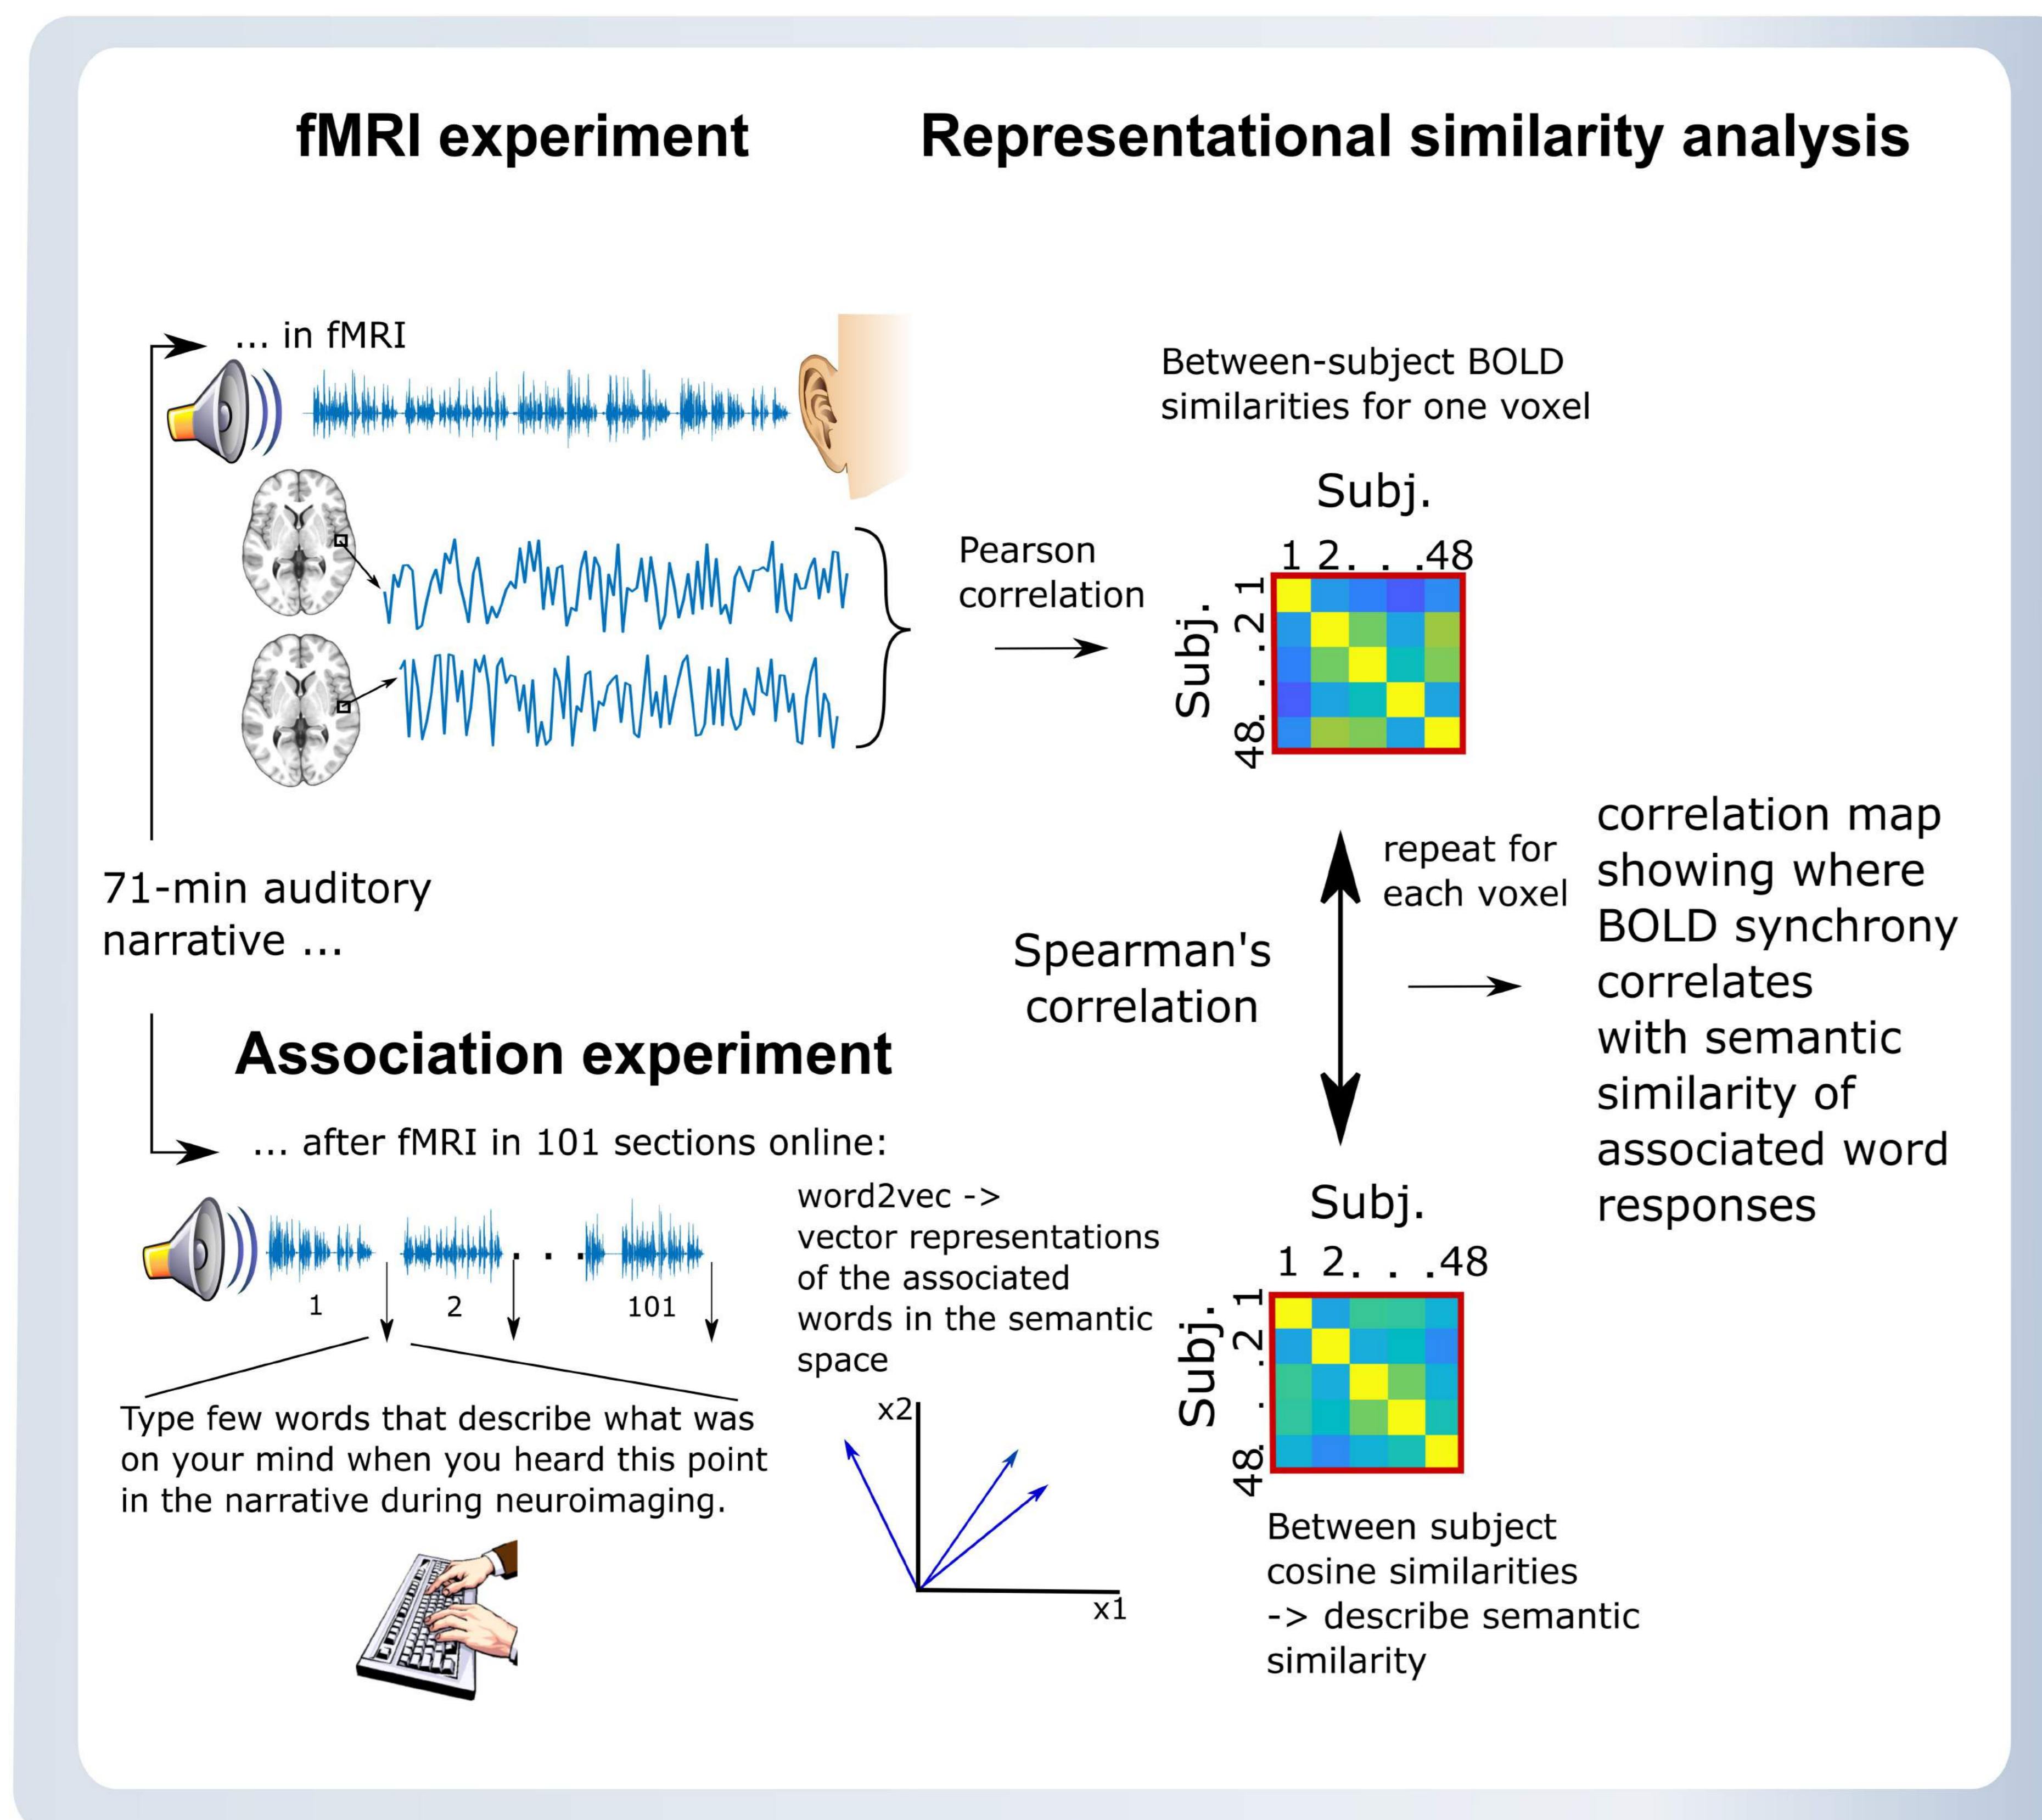 fMRI experiment
Representational similarity analysis
... in fMRI
Between-subject BOLD
similarities for one voxel
Pearson
correlation
Subj.
1 2. . .48
Subj.
1
2
.
.
48.
71-min auditory
narrative ...
Spearman's
correlation
repeat for
each voxel
correlation map
showing where
BOLD synchrony
correlates
with semantic
similarity of
associated word
responses
Association experiment
... after fMRI in 101 sections online:
1
2
. . .
101
Type few words that describe what was
on your mind when you heard this point
in the narrative during neuroimaging.
word2vec ->
vector representations
of the associated
words in the semantic
space
x2
x1
Subj.
1 2. . .48
Subj.
1
2
.
.
48.
Between subject
cosine similarities
-> describe semantic
similarity